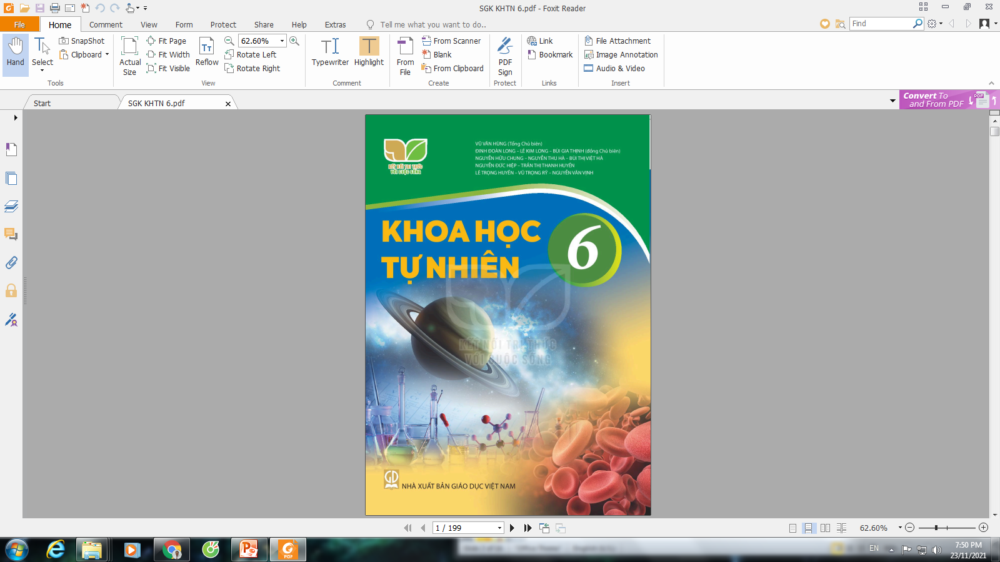 SGK KHTN 6.pdf - Foxit Reader
File
Home
Comment
View
Form
Protect
Share
Help
Extras
Tell me what you want to do..
Find
Hand
Select
SnapShot
Clipboard
Tools
Actual Size
Fit Page
Fit Width
Fit Visible
Reflow
62.60%
Rotate Left
Rotate Right
View
Typewriter
Highlight
Comment
From File
From Scanner
Blank
From Clipboard
Create
PDF Sign
Protect
Link
Bookmark
Links
File Attachment
Image Annotation
Audio & Video
Insert
Start
SGK KHTN 6.pdf
Convert To
and From PDF
PDF
KẾT NỐI TRI THỨC
VỚI CUỘC SỐNG
VŨ VĂN HÙNG (Tổng Chủ biên)
ĐINH ĐOÀN LONG – LÊ KIM LONG – BÙI GIA THỊNH (đồng Chủ biên)
NGUYỄN HỮU CHUNG – NGUYỄN THU HÀ – BÙI THỊ VIỆT HÀ
NGUYỄN ĐỨC HIỆP – TRẦN THỊ THANH HUYỀN
LÊ TRỌNG HUYỀN – VŨ TRỌNG RỸ – NGUYỄN VĂN VỊNH
KHOA HỌC
TỰ NHIÊN
6
KẾT NỐI TRI THỨC
VỚI CUỘC SỐNG
NHÀ XUẤT BẢN GIÁO DỤC VIỆT NAM
1 / 199
62.60%
EN
7:50 PM
23/11/2021